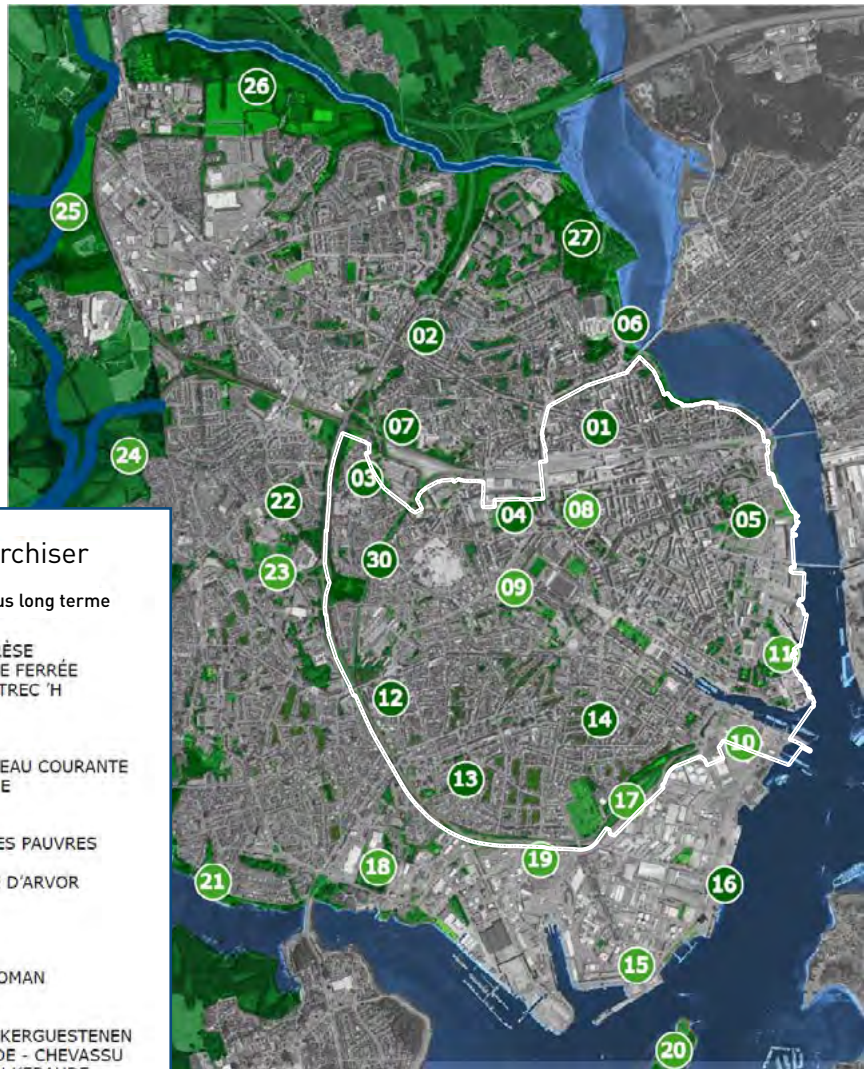 26
25
27
02
06
07
01
24
03
22
04
08
05
30
23
09
11
12
14
10
13
17
19
18
21
16
15
20
rchiser
us long terme
ÈSE
E FERRÉE
TREC 'H
EAU COURANTE
E
ES PAUVRES
D'ARVOR
OMAN
KERGUESTENEN
DE - CHEVASSU